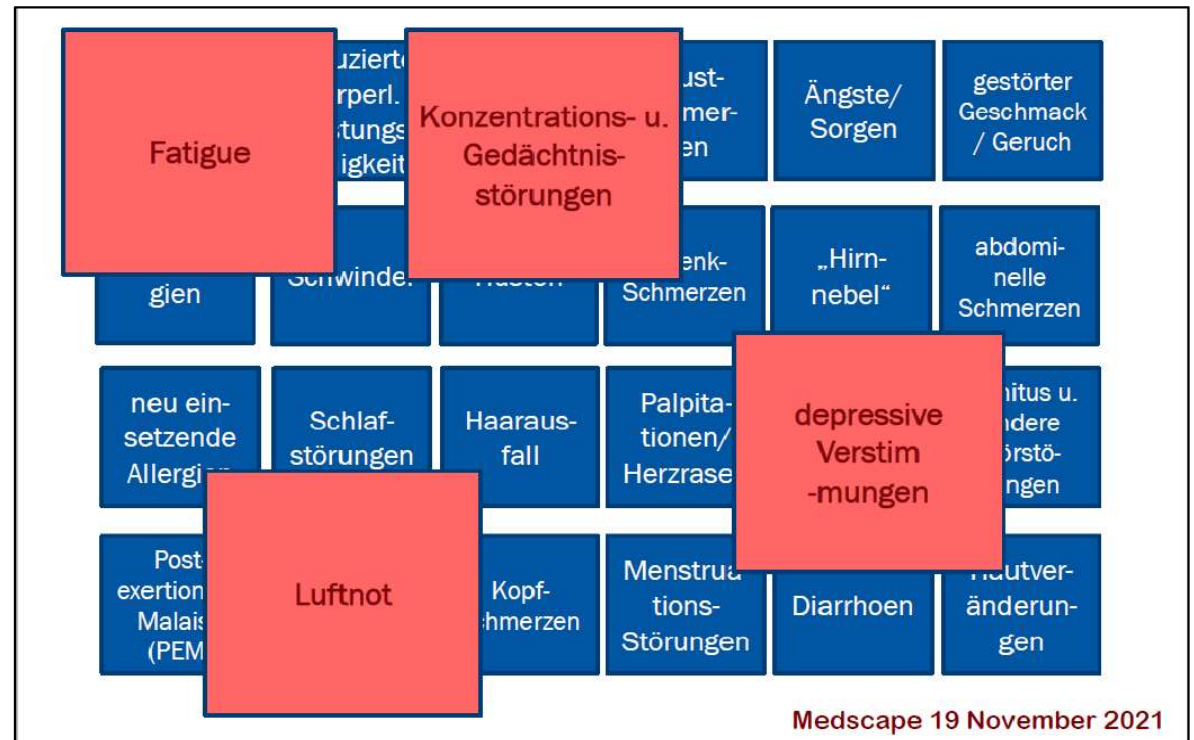 Fatigue
Konzentrations- u.
Gedächtnis-
störungen
Ängste/
Sorgen
gestörter
Geschmack
/ Geruch
gien
Schmerzen
„Hirn-
nebel“
abdomi-
nelle
Schmerzen
neu ein-
setzende
Schlaf-
störungen
Haaraus-
fall
Palpita-
tionen/
depressive
Verstim
-mungen
Luftnot
Kopf-
Menstrua
tions-
Störungen
Diarrhoen
änderun-
gen
Medscape 19 November 2021